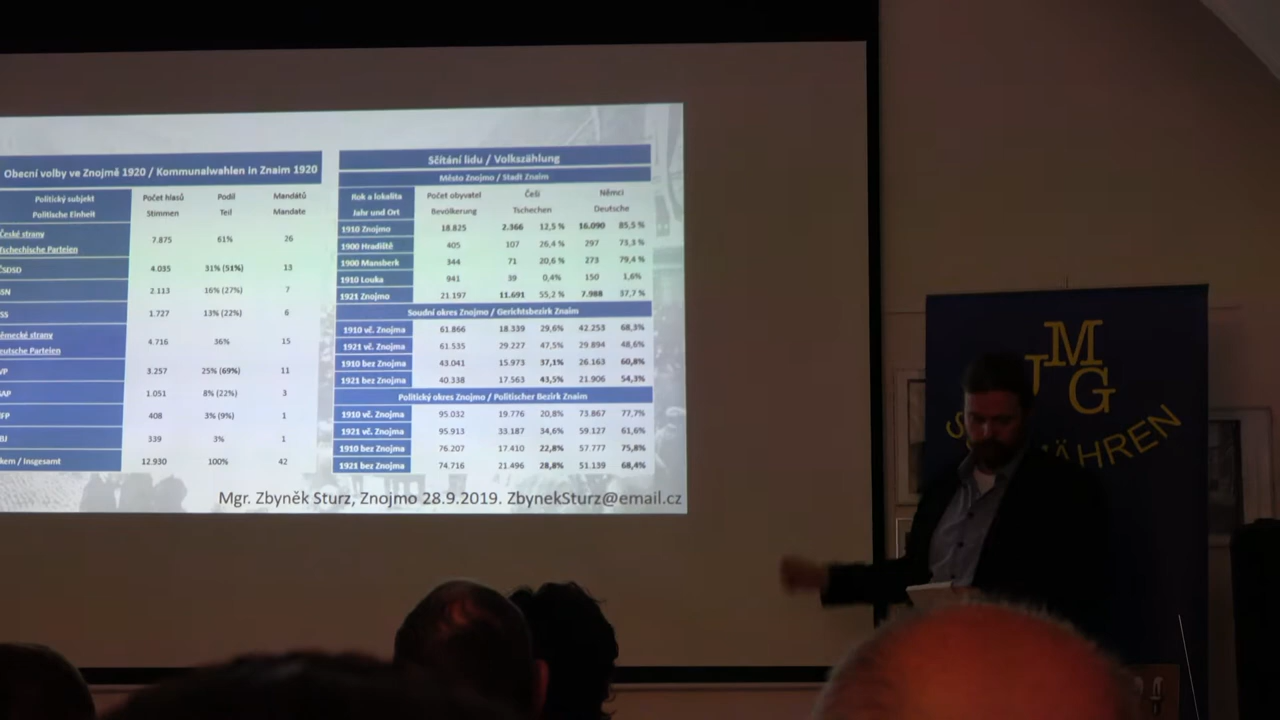 Obecní volby ve Znojmě 1920 / Kommunalwahlen in Znaim 1920
Politický subjekt Počet hlasů Podíl Mandátů
Politische Einheit Stimmen Teil Mandate
České strany 7.875 61% 26
Tschechische Parteien
ČSDSD 4.035 31% (51%) 13
SN 2.113 16% (27%) 7
SS 1.727 13% (22%) 6
ěmecké strany 4.716 36% 15
eutsche Parteien
VP 3.257 25% (69%) 11
AP 1.051 8% (22%) 3
FP 408 3% (9%) 1
339 3% 1
kem / Insgesamt 12.930 100% 42
Sčítání lidu / Volkszählung
Město Znojmo / Stadt Znaim
Rok a lokalita Počet obyvatel Češi Němci
Jahr und Ort Bevölkerung Tschechen Deutsche
1910 Znojmo 18.825 2.366 12,5 % 16.090 85,5 %
1900 Hradiště 405 107 26,4 % 297 73,3 %
1900 Mansberk 344 71 20,6 % 273 79,4 %
1910 Louka 941 39 0,4% 150 1,6%
1921 Znojmo 21.197 11.691 55,2 % 7.988 37,7 %
Soudní okres Znojmo / Gerichtsbezirk Znaim
1910 vč. Znojma 61.866 18.339 29,6% 42.253 68,3%
1921 vč. Znojma 61.535 29.227 47,5% 29.894 48,6%
1910 bez Znojma 43.041 15.973 37,1% 26.163 60,8%
1921 bez Znojma 40.338 17.563 43,5% 21.906 54,3%
Politický okres Znojmo / Politischer Bezirk Znaim
1910 vč. Znojma 95.032 19.776 20,8% 73.867 77,7%
1921 vč. Znojma 95.913 33.187 34,6% 59.127 61,6%
1910 bez Znojma 76.207 17.410 22,8% 57.777 75,8%
1921 bez Znojma 74.716 21.496 28,8% 51.139 68,4%
Mgr. Zbyněk Sturz, Znojmo 28.9.2019. ZbynekSturz@email.cz
JMG
S ÄHREN